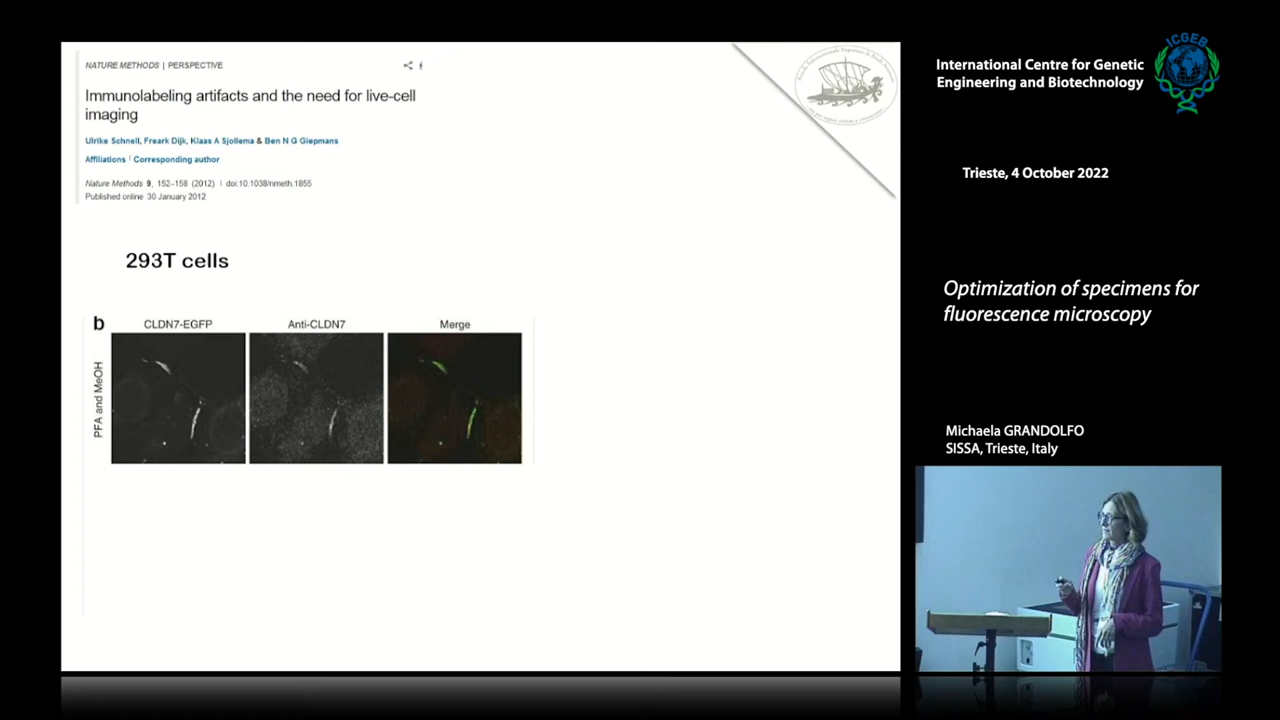 NATURE METHODS | PERSPECTIVE
Immunolabeling artifacts and the need for live-cell
imaging
Ulrike Schnell, Freark Dijk, Klaas A Sjollema & Ben N G Giepmans
Affiliations | Corresponding author
Nature Methods 9, 152–158 (2012) | doi:10.1038/nmeth.1855
Published online 30 January 2012
293T cells
b
CLDN7-EGFP
Anti-CLDN7
Merge
PFA and MeOH
ICGEB
International Centre for Genetic
Engineering and Biotechnology
Trieste, 4 October 2022
Optimization of specimens for
fluorescence microscopy
Michaela GRANDOLFO
SISSA, Trieste, Italy